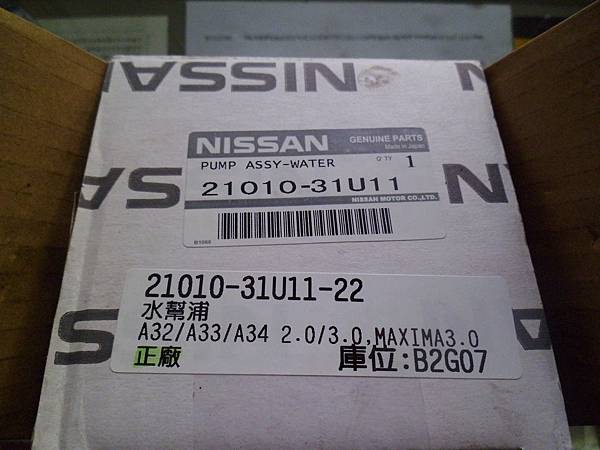 NISSAN
NISSAN GENUINE PARTS
Made in Japan
PUMP ASSY-WATER Q'TY 1
21010-31U11
NISSAN MOTOR CO.,LTD.
21010-31U11-22
水幫浦
A32/A33/A34 2.0/3.0,MAXIMA3.0
正廠 庫位:B2G07